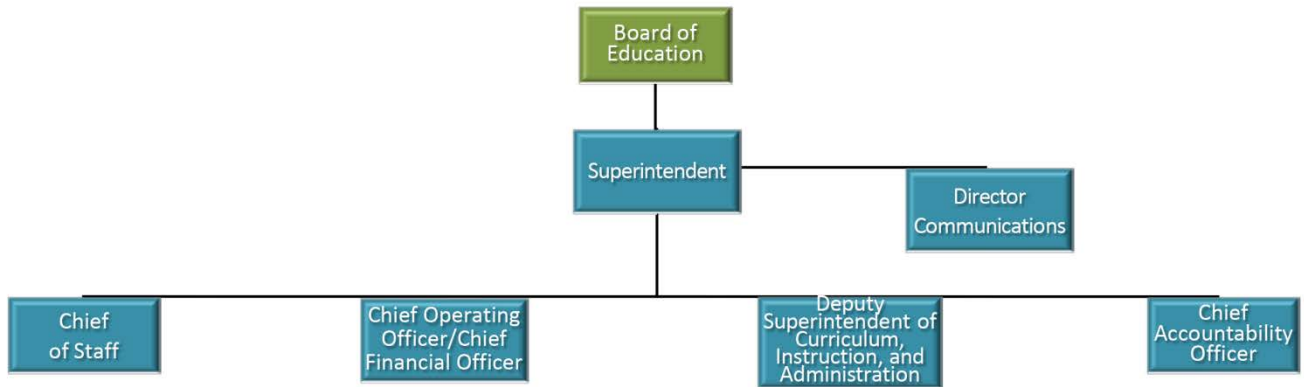 Board of
Education
Superintendent
Director
Communications
Chief
of Staff
Chief Operating
Officer/Chief
Financial Officer
Deputy
Superintendent of
Curriculum,
Instruction, and
Administration
Chief
Accountability
Officer